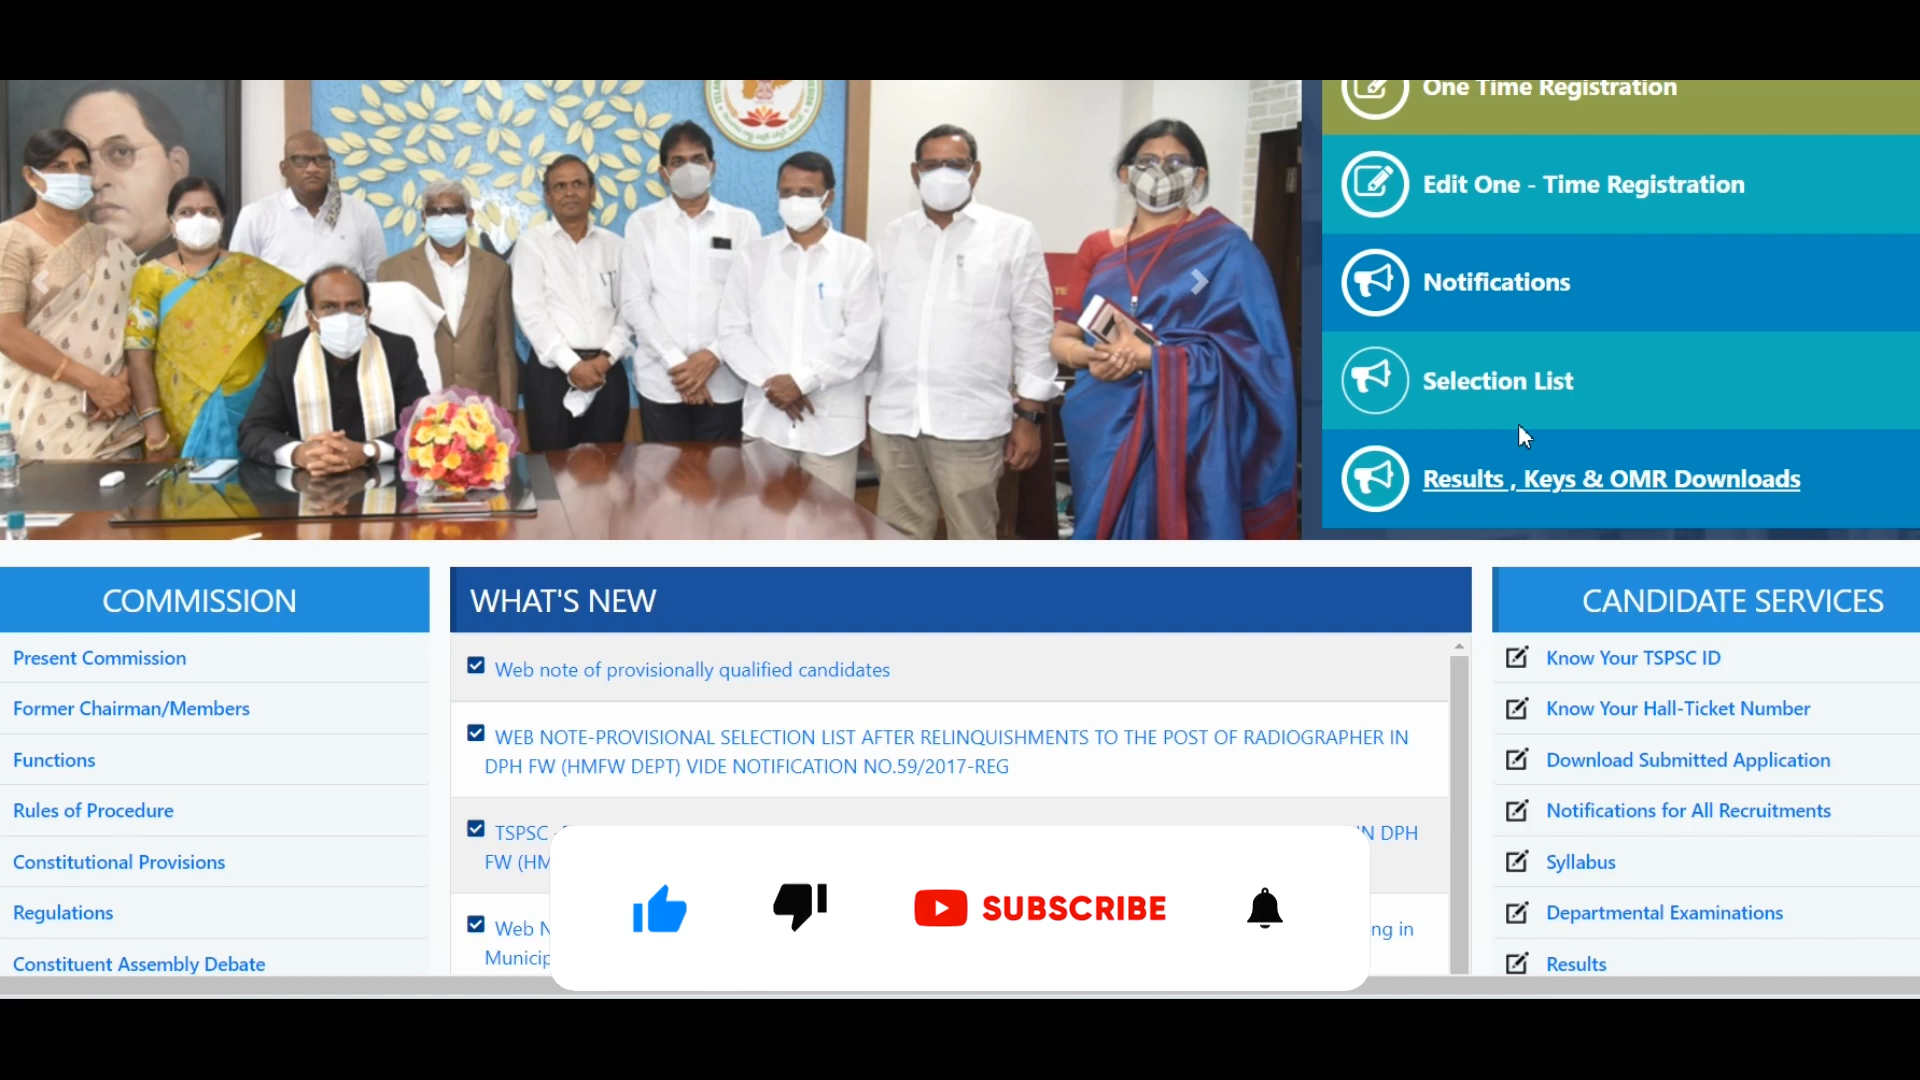 One Time Registration
Edit One - Time Registration
Notifications
Selection List
Results , Keys & OMR Downloads
COMMISSION
Present Commission
Former Chairman/Members
Functions
Rules of Procedure
Constitutional Provisions
Regulations
Constituent Assembly Debate
WHAT'S NEW
Web note of provisionally qualified candidates
WEB NOTE-PROVISIONAL SELECTION LIST AFTER RELINQUISHMENTS TO THE POST OF RADIOGRAPHER IN
DPH FW (HMFW DEPT) VIDE NOTIFICATION NO.59/2017-REG
TSPSC IN DPH
FW (HM
Web N ng in
Municip
SUBSCRIBE
CANDIDATE SERVICES
Know Your TSPSC ID
Know Your Hall-Ticket Number
Download Submitted Application
Notifications for All Recruitments
Syllabus
Departmental Examinations
Results